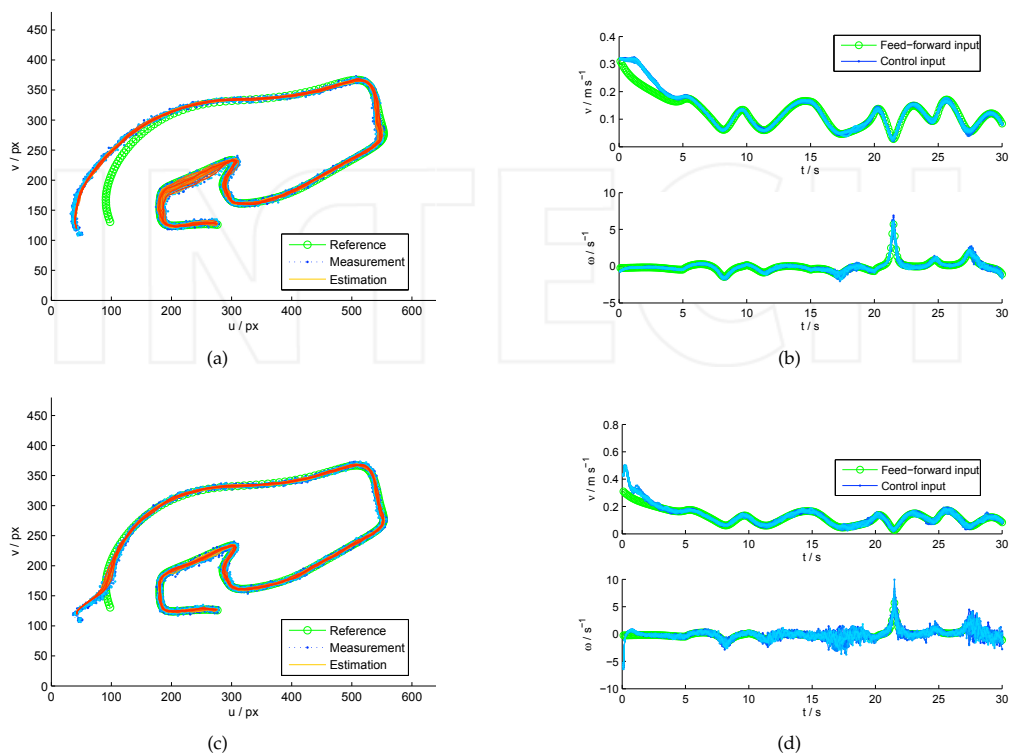 450
400
350
300
250
200
150
100
50
0
v / px
0 100 200 300 400 500 600
u / px
Reference
Measurement
Estimation
(a)
0.4
0.3
0.2
0.1
0
v / m s⁻¹
Feed−forward input
Control input
0 5 10 15 20 25 30
t / s
10
5
0
−5
ω / s⁻¹
0 5 10 15 20 25 30
t / s
(b)
INTECH
450
400
350
300
250
200
150
100
50
0
v / px
0 100 200 300 400 500 600
u / px
Reference
Measurement
Estimation
(c)
0.8
0.6
0.4
0.2
0
v / m s⁻¹
Feed−forward input
Control input
0 5 10 15 20 25 30
t / s
10
5
0
−5
−10
ω / s⁻¹
0 5 10 15 20 25 30
t / s
(d)